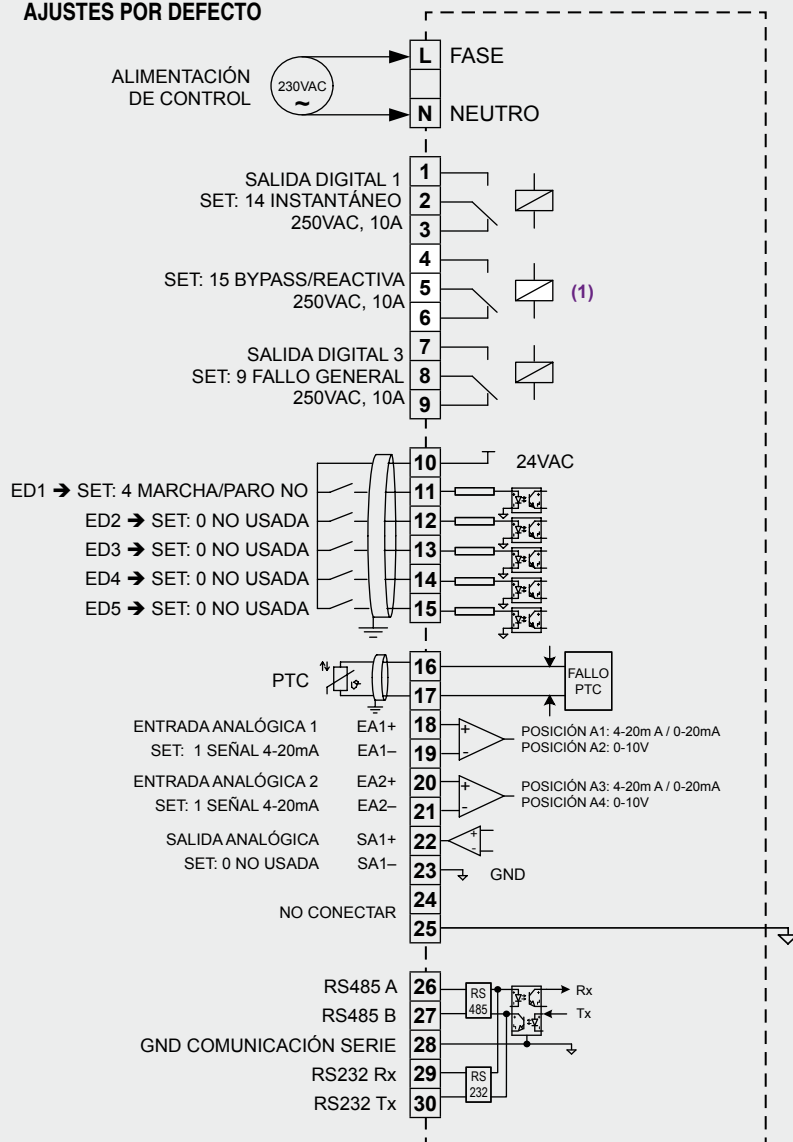 AJUSTES POR DEFECTO
ALIMENTACIÓN
DE CONTROL
230VAC
~
L FASE
N NEUTRO
SALIDA DIGITAL 1
SET: 14 INSTANTÁNEO
250VAC, 10A
1
2
3
SET: 15 BYPASS/REACTIVA
250VAC, 10A
4
5
6
(1)
SALIDA DIGITAL 3
SET: 9 FALLO GENERAL
250VAC, 10A
7
8
9
10 24VAC
ED1 ➔ SET: 4 MARCHA/PARO NO 11
ED2 ➔ SET: 0 NO USADA 12
ED3 ➔ SET: 0 NO USADA 13
ED4 ➔ SET: 0 NO USADA 14
ED5 ➔ SET: 0 NO USADA 15
PTC
16
17
FALLO
PTC
ENTRADA ANALÓGICA 1 EA1+ 18 + POSICIÓN A1: 4-20m A / 0-20mA
SET: 1 SEÑAL 4-20mA EA1– 19 - POSICIÓN A2: 0-10V
ENTRADA ANALÓGICA 2 EA2+ 20 + POSICIÓN A3: 4-20m A / 0-20mA
SET: 1 SEÑAL 4-20mA EA2– 21 - POSICIÓN A4: 0-10V
SALIDA ANALÓGICA SA1+ 22 + -
SET: 0 NO USADA SA1– 23 GND
NO CONECTAR
24
25
RS485 A 26
RS485 B 27
RS
485
Rx
Tx
GND COMUNICACIÓN SERIE 28
RS232 Rx 29
RS232 Tx 30
RS
232